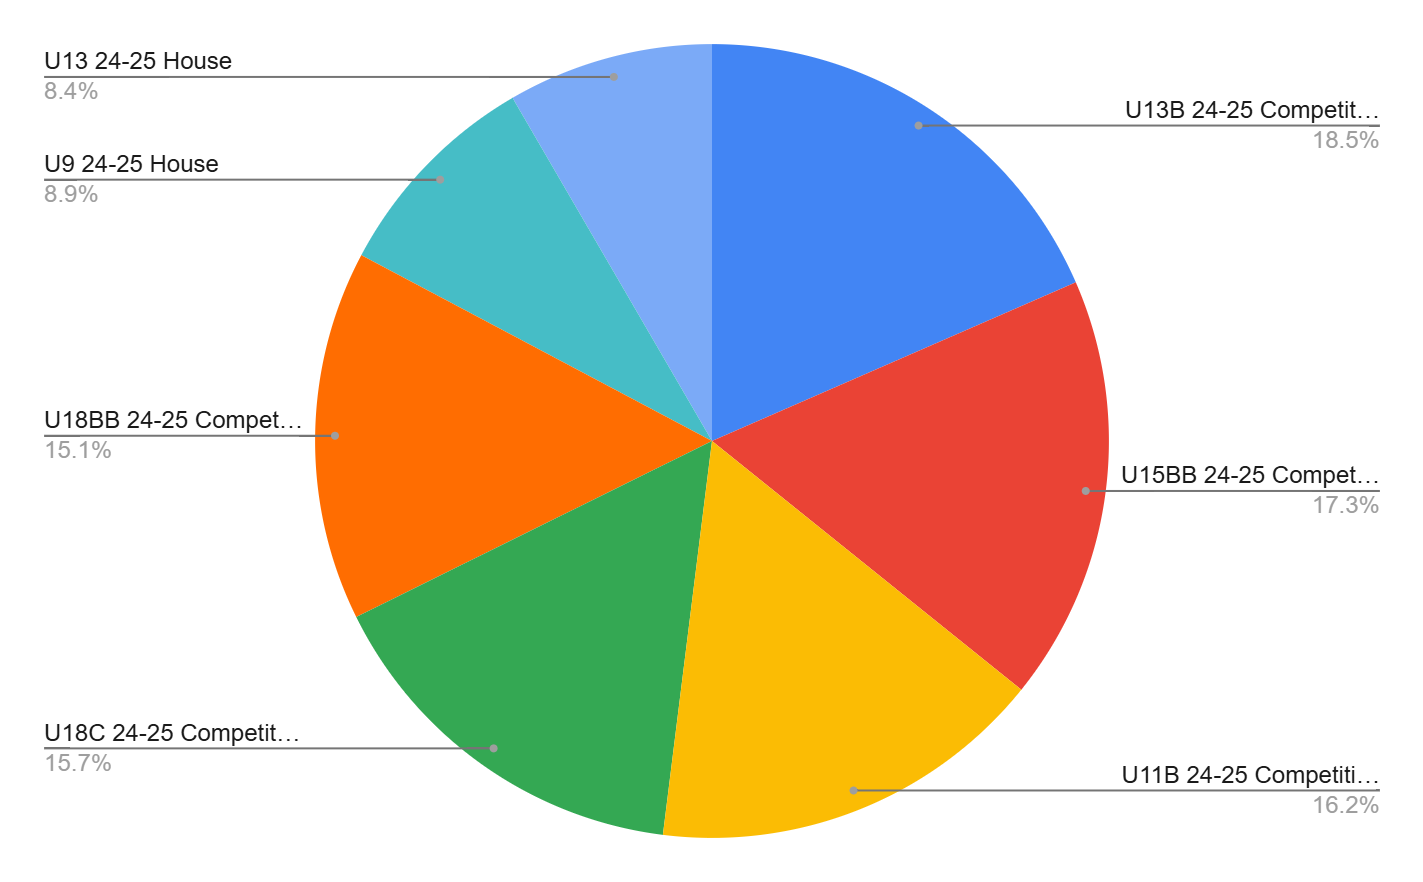 U13 24-25 House
8.4%
U9 24-25 House
8.9%
U18BB 24-25 Compet…
15.1%
U18C 24-25 Competit…
15.7%
U13B 24-25 Competit…
18.5%
U15BB 24-25 Compet…
17.3%
U11B 24-25 Competiti…
16.2%